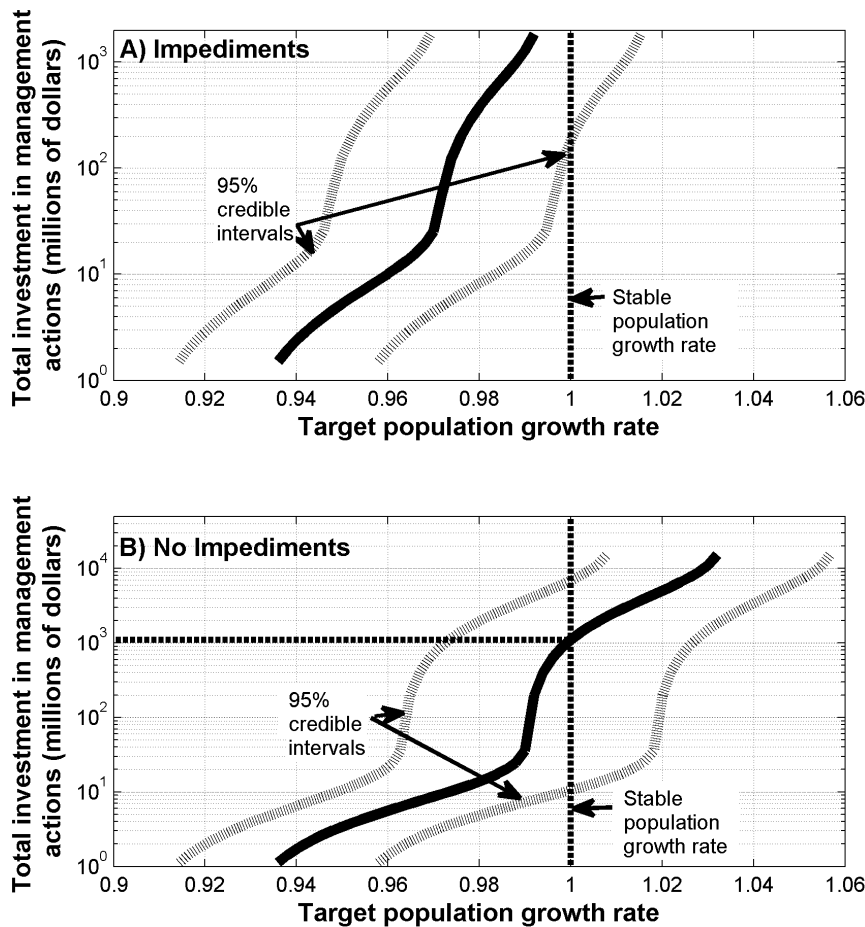 A) Impediments
Total investment in management
actions (millions of dollars)
10³
10²
10¹
10⁰
95%
credible
intervals
Stable
population
growth rate
0.9 0.92 0.94 0.96 0.98 1 1.02 1.04 1.06
Target population growth rate
B) No Impediments
Total investment in management
actions (millions of dollars)
10⁴
10³
10²
10¹
10⁰
95%
credible
intervals
Stable
population
growth rate
0.9 0.92 0.94 0.96 0.98 1 1.02 1.04 1.06
Target population growth rate